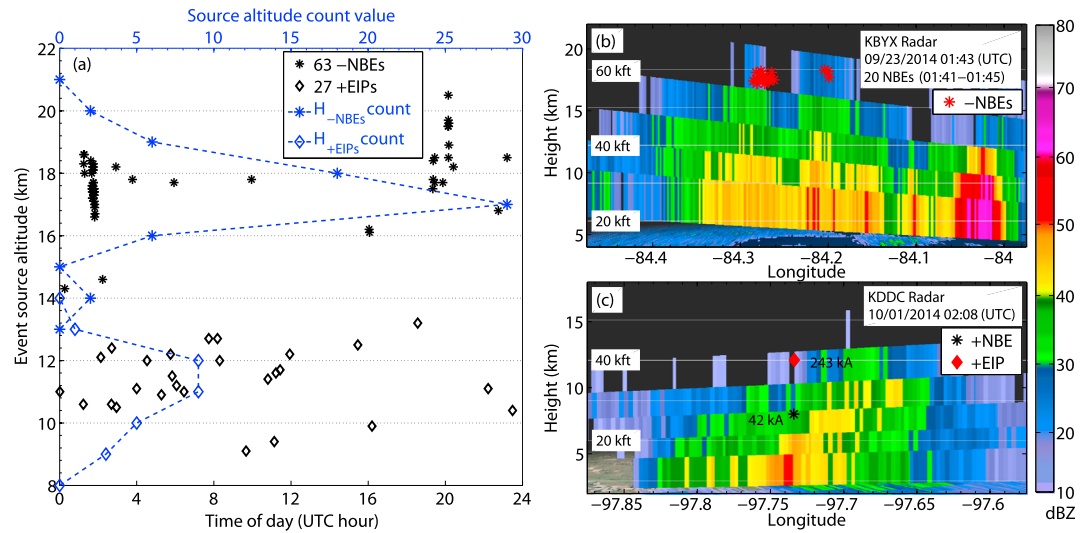 Source altitude count value
0 5 10 15 20 25 30
(a)
63 −NBEs
27 +EIPs
H−NBEs count
H+EIPs count
22
20
18
16
14
12
10
8
Event source altitude (km)
0 4 8 12 16 20 24
Time of day (UTC hour)
(b)
KBYX Radar
09/23/2014 01:43 (UTC)
20 NBEs (01:41−01:45)
−NBEs
60 kft
40 kft
20 kft
20
15
10
5
Height (km)
−84.4 −84.3 −84.2 −84.1 −84
Longitude
(c)
KDDC Radar
10/01/2014 02:08 (UTC)
+NBE
+EIP
40 kft
243 kA
42 kA
20 kft
15
10
5
Height (km)
−97.85 −97.8 −97.75 −97.7 −97.65 −97.6
Longitude
80
70
60
50
40
30
20
10
dBZ